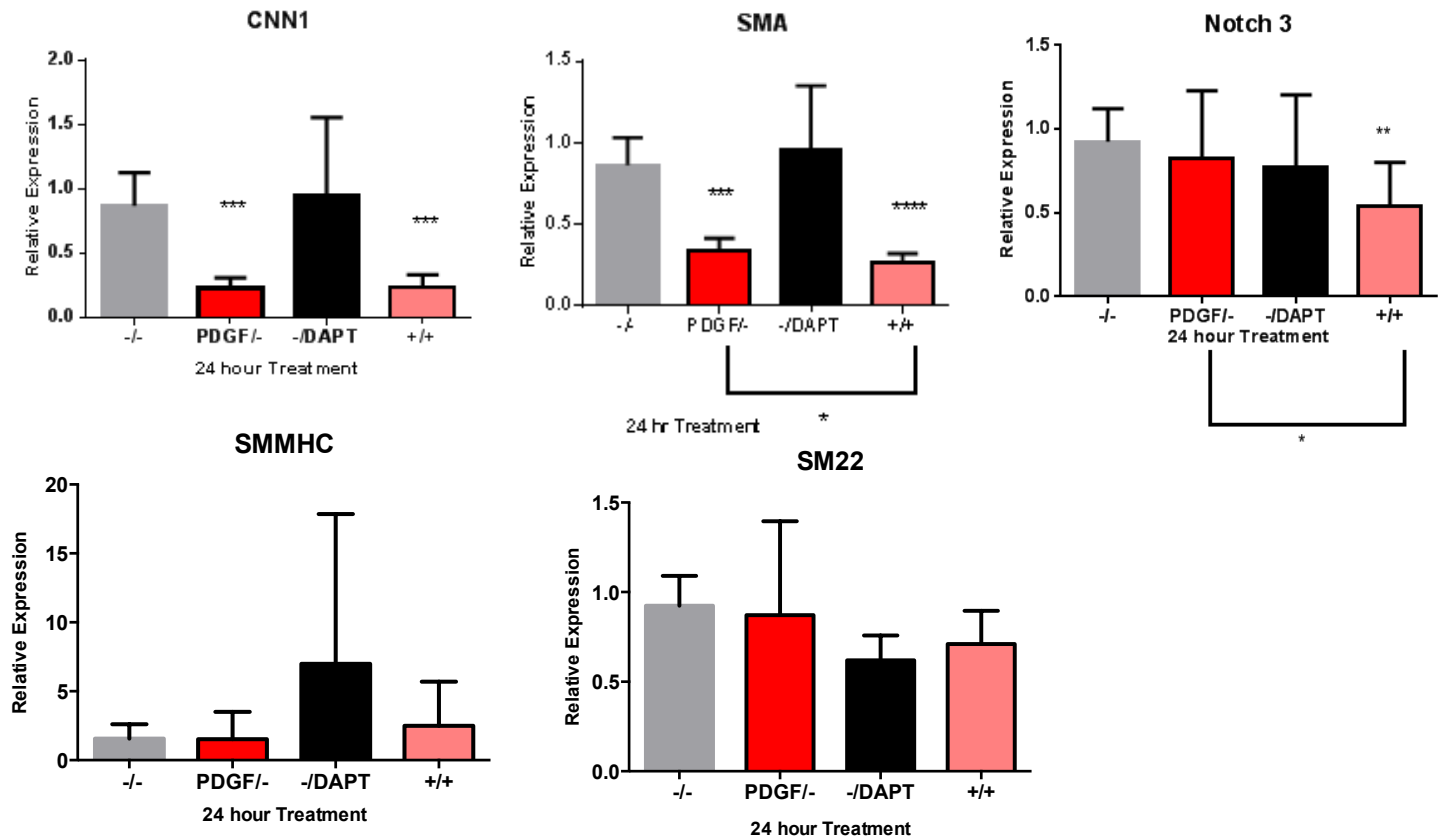 CNN1
Relative Expression
2.0
1.5
1.0
0.5
0.0
***
***
-/-
PDGF/-
-/DAPT
+/+
24 hour Treatment
SMA
Relative Expression
1.5
1.0
0.5
0.0
***
****
-/-
PDGF/-
-/DAPT
+/+
24 hr Treatment
*
Notch 3
Relative Expression
1.5
1.0
0.5
0.0
**
-/-
PDGF/-
-/DAPT
+/+
24 hour Treatment
*
SMMHC
Relative Expression
20
15
10
5
0
-/-
PDGF/-
-/DAPT
+/+
24 hour Treatment
SM22
Relative Expression
1.5
1.0
0.5
0.0
-/-
PDGF/-
-/DAPT
+/+
24 hour Treatment